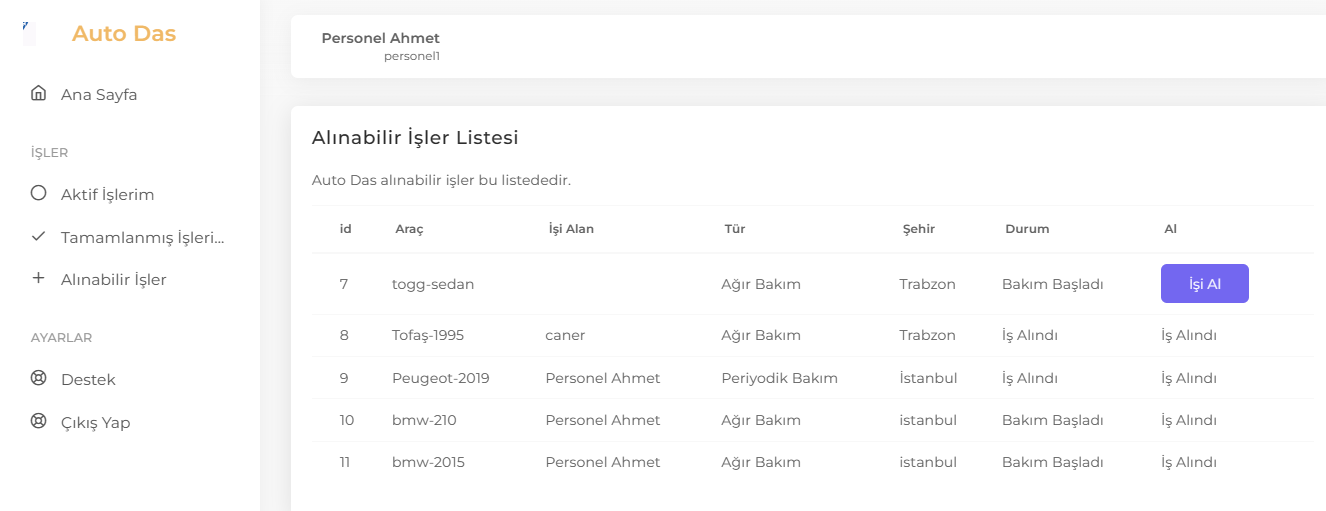 Auto Das
Ana Sayfa
İŞLER
Aktif İşlerim
Tamamlanmış İşleri...
Alınabilir İşler
AYARLAR
Destek
Çıkış Yap
Personel Ahmet
personel1
Alınabilir İşler Listesi
Auto Das alınabilir işler bu listededir.
id Araç İşi Alan Tür Şehir Durum Al
7 togg-sedan Ağır Bakım Trabzon Bakım Başladı İşi Al
8 Tofaş-1995 caner Ağır Bakım Trabzon İş Alındı İş Alındı
9 Peugeot-2019 Personel Ahmet Periyodik Bakım İstanbul İş Alındı İş Alındı
10 bmw-210 Personel Ahmet Ağır Bakım istanbul Bakım Başladı İş Alındı
11 bmw-2015 Personel Ahmet Ağır Bakım istanbul Bakım Başladı İş Alındı